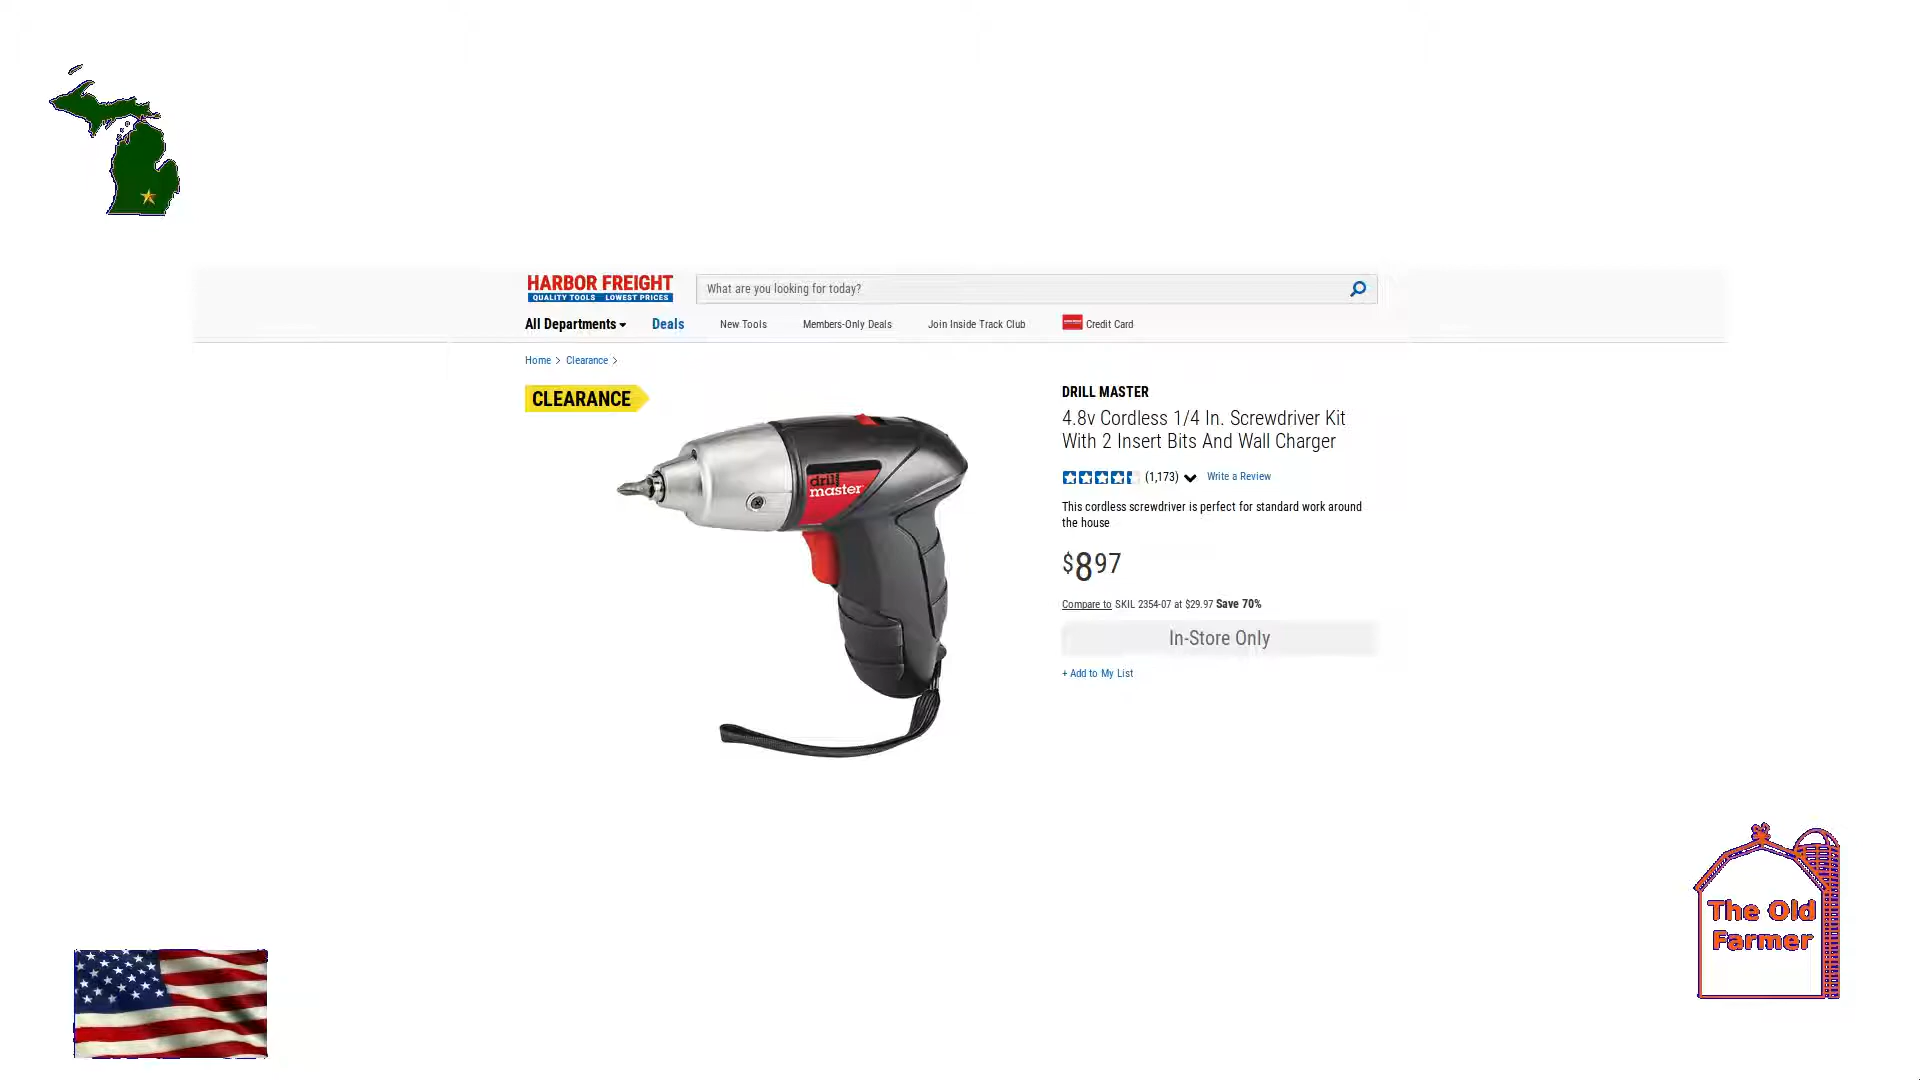 HARBOR FREIGHT
QUALITY TOOLS LOWEST PRICES
What are you looking for today?
All Departments
Deals
New Tools
Members-Only Deals
Join Inside Track Club
Credit Card
Home > Clearance >
CLEARANCE
drill
master
DRILL MASTER
4.8v Cordless 1/4 In. Screwdriver Kit
With 2 Insert Bits And Wall Charger
(1,173)
Write a Review
This cordless screwdriver is perfect for standard work around
the house
$8 97
Compare to SKIL 2354-07 at $29.97 Save 70%
In-Store Only
+ Add to My List
The Old
Farmer